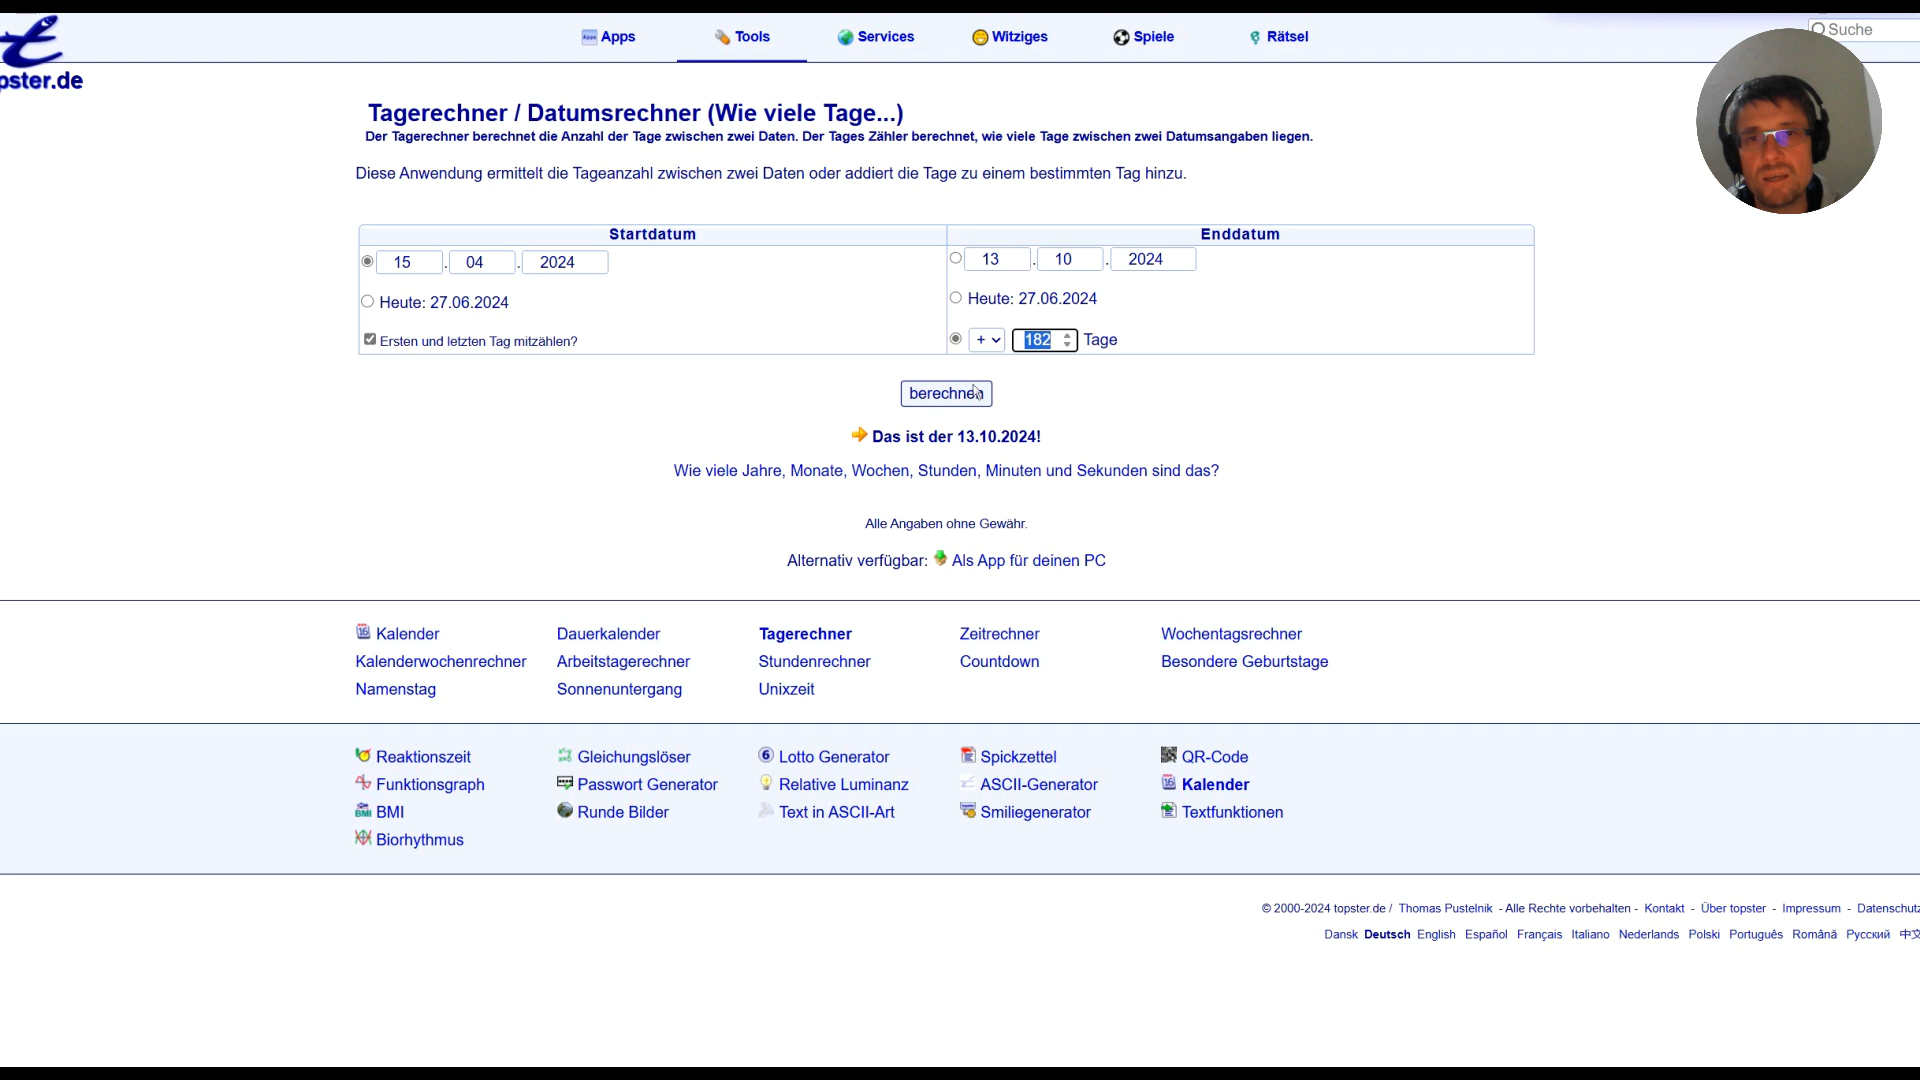 Apps Tools Services Witziges Spiele Rätsel Suche
pster.de
Tagerechner / Datumsrechner (Wie viele Tage...)
Der Tagerechner berechnet die Anzahl der Tage zwischen zwei Daten. Der Tages Zähler berechnet, wie viele Tage zwischen zwei Datumsangaben liegen.
Diese Anwendung ermittelt die Tageanzahl zwischen zwei Daten oder addiert die Tage zu einem bestimmten Tag hinzu.
Startdatum Enddatum
15 . 04 . 2024 13 . 10 . 2024
Heute: 27.06.2024 Heute: 27.06.2024
Ersten und letzten Tag mitzählen? + 182 Tage
berechnen
Das ist der 13.10.2024!
Wie viele Jahre, Monate, Wochen, Stunden, Minuten und Sekunden sind das?
Alle Angaben ohne Gewähr.
Alternativ verfügbar: Als App für deinen PC
Kalender Dauerkalender Tagerechner Zeitrechner Wochentagsrechner
Kalenderwochenrechner Arbeitstagerechner Stundenrechner Countdown Besondere Geburtstage
Namenstag Sonnenuntergang Unixzeit
Reaktionszeit Gleichungslöser Lotto Generator Spickzettel QR-Code
Funktionsgraph Passwort Generator Relative Luminanz ASCII-Generator Kalender
BMI Runde Bilder Text in ASCII-Art Smiliegenerator Textfunktionen
Biorhythmus
© 2000-2024 topster.de / Thomas Pustelnik - Alle Rechte vorbehalten - Kontakt - Über topster - Impressum - Datenschutz
Dansk Deutsch English Español Français Italiano Nederlands Polski Português Română Русский 中文